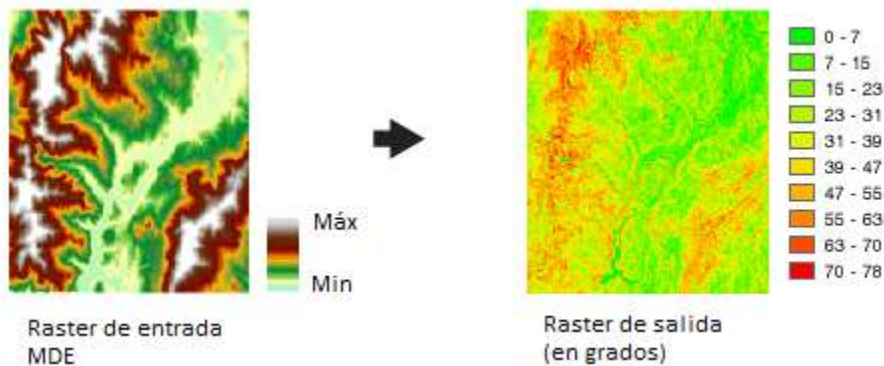 Máx
Min
Raster de entrada
MDE
Raster de salida
(en grados)
0 - 7
7 - 15
15 - 23
23 - 31
31 - 39
39 - 47
47 - 55
55 - 63
63 - 70
70 - 78